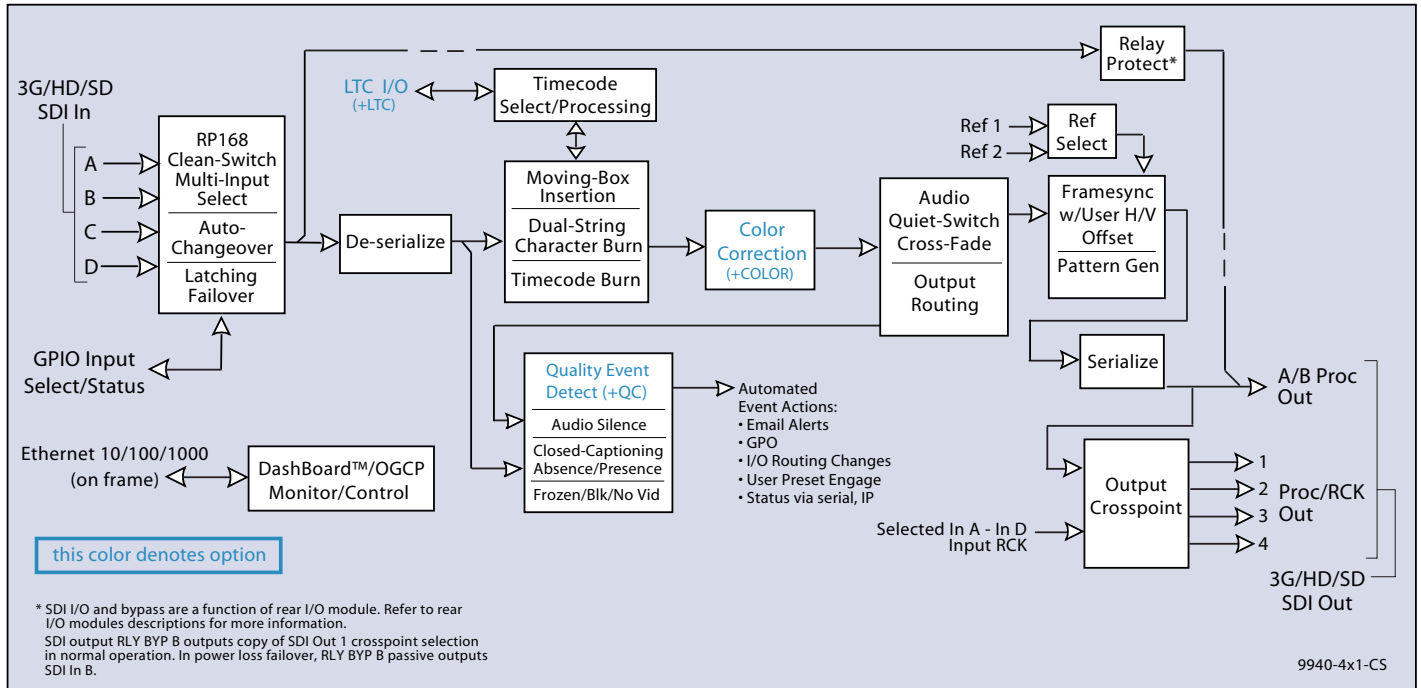 3G/HD/SD
SDI In
A
B
C
D
RP168
Clean-Switch
Multi-Input
Select
Auto-
Changeover
Latching
Failover
GPIO Input
Select/Status
De-serialize
LTC I/O
(+LTC)
Timecode
Select/Processing
Moving-Box
Insertion
Dual-String
Character Burn
Timecode Burn
Color
Correction
(+COLOR)
Audio
Quiet-Switch
Cross-Fade
Output
Routing
Ref 1
Ref 2
Ref
Select
Relay
Protect*
Framesync
w/User H/V
Offset
Pattern Gen
Serialize
A/B Proc
Out
Quality Event
Detect (+QC)
Audio Silence
Closed-Captioning
Absence/Presence
Frozen/Blk/No Vid
Automated
Event Actions:
• Email Alerts
• GPO
• I/O Routing Changes
• User Preset Engage
• Status via serial, IP
Ethernet 10/100/1000
(on frame)
DashBoard™/OGCP
Monitor/Control
Selected In A - In D
Input RCK
Output
Crosspoint
1
2
3
4
Proc/RCK
Out
3G/HD/SD
SDI Out
this color denotes option
* SDI I/O and bypass are a function of rear I/O module. Refer to rear
I/O modules descriptions for more information.
SDI output RLY BYP B outputs copy of SDI Out 1 crosspoint selection
in normal operation. In power loss failover, RLY BYP B passive outputs
SDI In B.
9940-4x1-CS